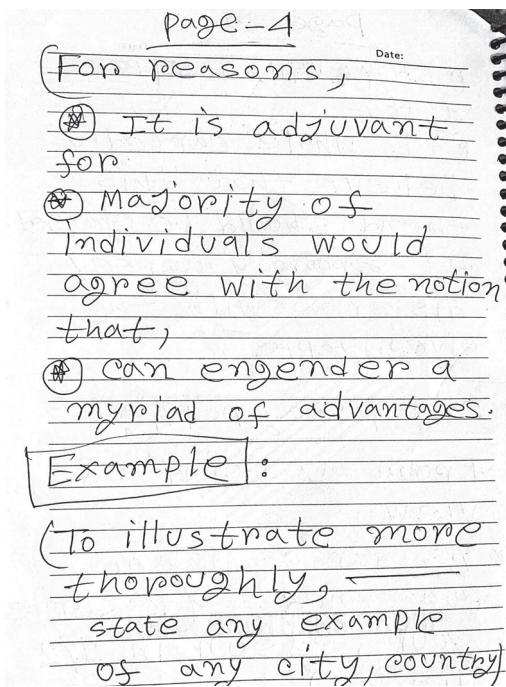 page-4
Date:
(For reasons,
It is adjuvant
for
Majority of
individuals would
agree with the notion
that,
can engender a
myriad of advantages.
Example:
(To illustrate more
thoroughly, ———
state any example
of any city, country)